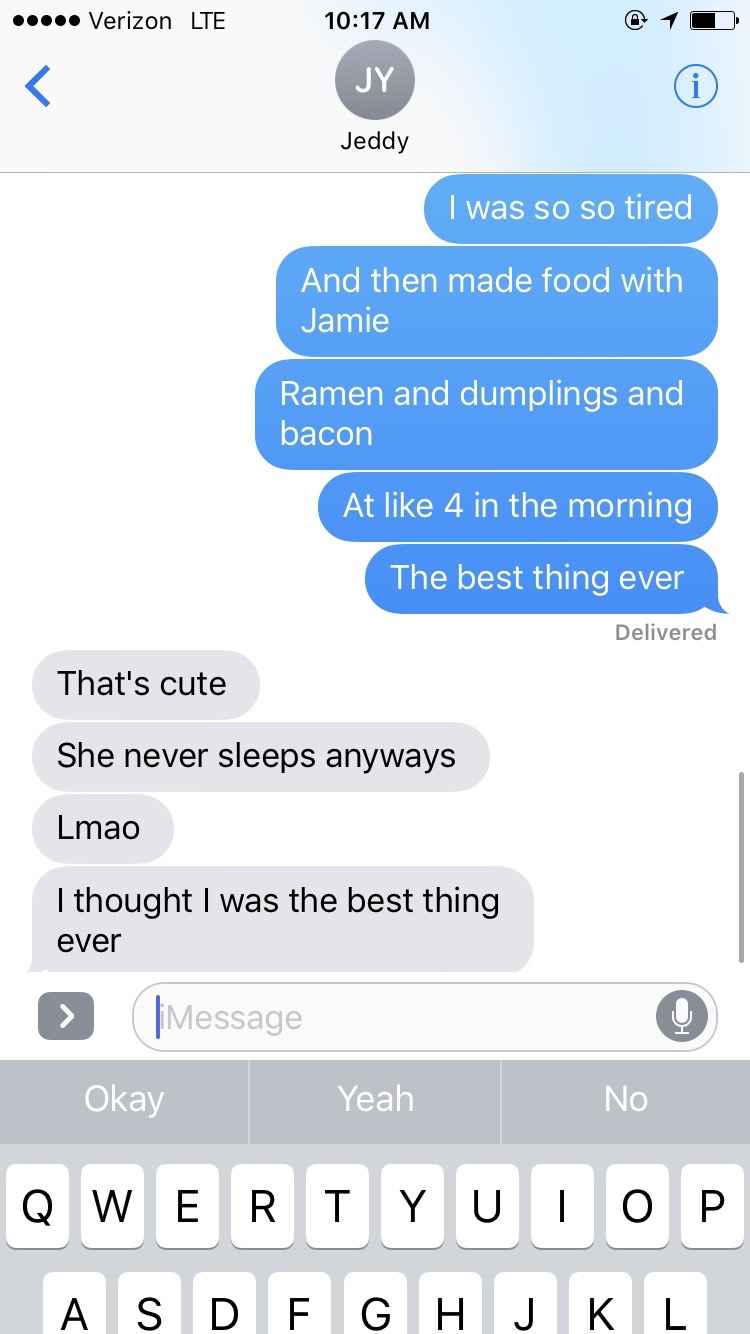 Verizon LTE 10:17 AM
JY
Jeddy
I was so so tired
And then made food with
Jamie
Ramen and dumplings and
bacon
At like 4 in the morning
The best thing ever
Delivered
That's cute
She never sleeps anyways
Lmao
I thought I was the best thing
ever
iMessage
Okay Yeah No
Q W E R T Y U I O P
A S D F G H J K L